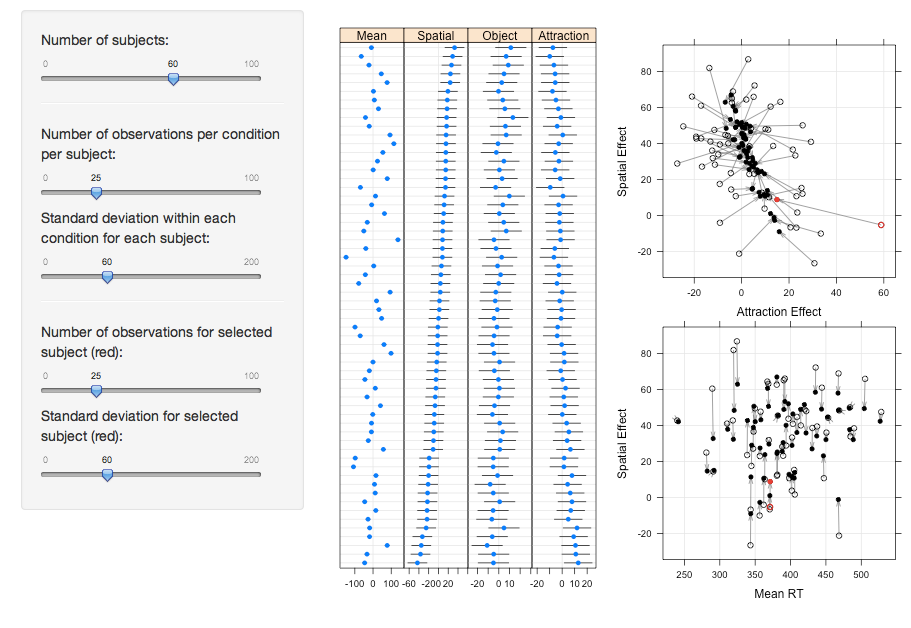 Number of subjects:
0 60 100
Number of observations per condition
per subject:
0 25 100
Standard deviation within each
condition for each subject:
0 60 200
Number of observations for selected
subject (red):
0 25 100
Standard deviation for selected
subject (red):
0 60 200
Mean Spatial Object Attraction
-100 0 100 -60 -20 0 20 -20 0 10 -20 0 10 20
Spatial Effect
80
60
40
20
0
-20
-20 0 20 40 60
Attraction Effect
Spatial Effect
80
60
40
20
0
-20
250 300 350 400 450 500
Mean RT